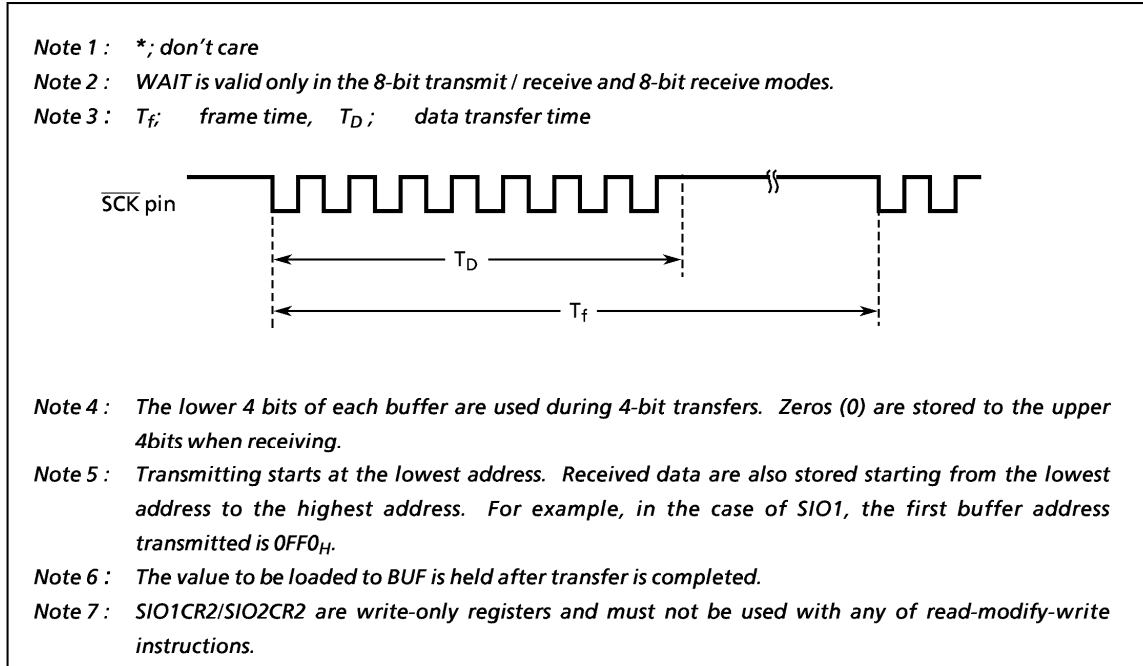 Note 1 : *; don't care
Note 2 : WAIT is valid only in the 8-bit transmit / receive and 8-bit receive modes.
Note 3 : Tf; frame time, TD ; data transfer time
SCK pin
TD
Tf
Note 4 : The lower 4 bits of each buffer are used during 4-bit transfers. Zeros (0) are stored to the upper
4bits when receiving.
Note 5 : Transmitting starts at the lowest address. Received data are also stored starting from the lowest
address to the highest address. For example, in the case of SIO1, the first buffer address
transmitted is 0FF0H.
Note 6 : The value to be loaded to BUF is held after transfer is completed.
Note 7 : SIO1CR2/SIO2CR2 are write-only registers and must not be used with any of read-modify-write
instructions.